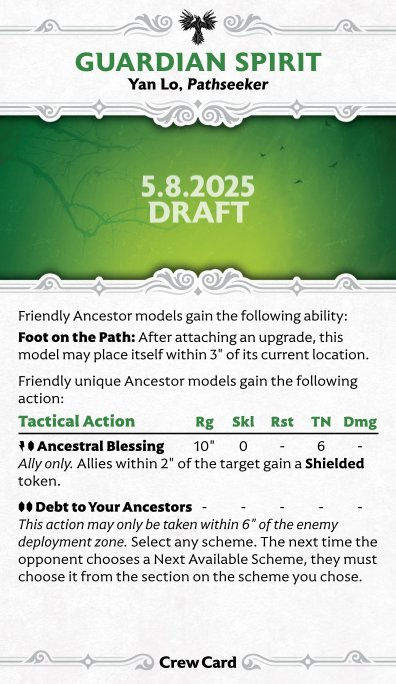 GUARDIAN SPIRIT
Yan Lo, Pathseeker
5.8.2025
DRAFT
Friendly Ancestor models gain the following ability:
Foot on the Path: After attaching an upgrade, this
model may place itself within 3" of its current location.
Friendly unique Ancestor models gain the following
action:
Tactical Action Rg Skl Rst TN Dmg
Ancestral Blessing 10" 0 - 6 -
Ally only. Allies within 2" of the target gain a Shielded
token.
Debt to Your Ancestors - - - - -
This action may only be taken within 6" of the enemy
deployment zone. Select any scheme. The next time the
opponent chooses a Next Available Scheme, they must
choose it from the section on the scheme you chose.
Crew Card